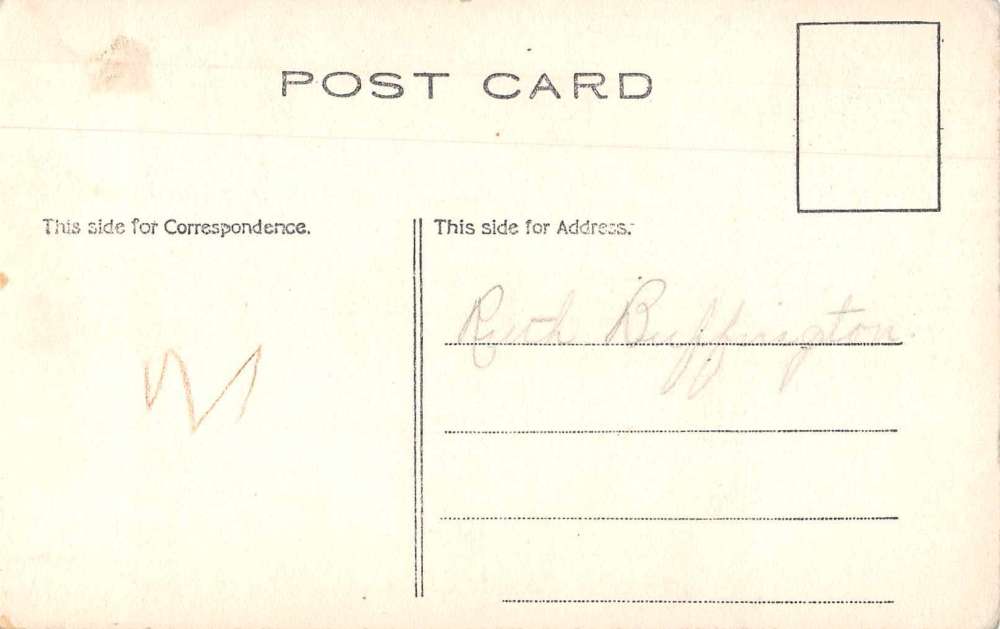 POST CARD
This side for Correspondence.
This side for Address.
Ruth Buffington